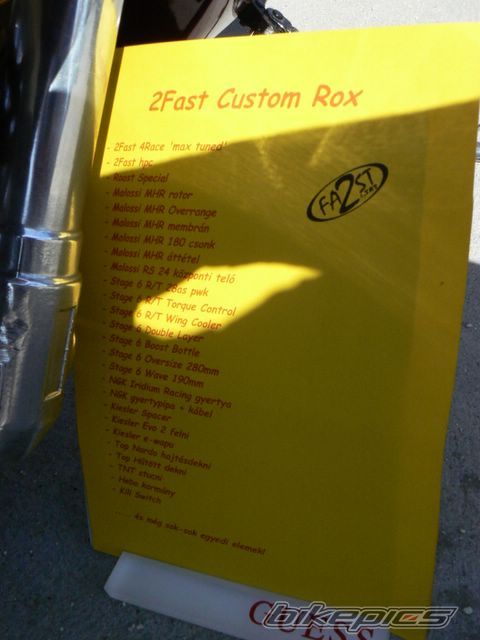 2Fast Custom Rox
- 2Fast 4Race 'max tuned'
- 2Fast hpc
- Roost Special
- Malossi MHR rotor
- Malossi MHR Overrange
- Malossi MHR membrán
- Malossi MHR 180 csonk
- Malossi MHR áttétel
- Malossi RS 24 központi teló
- Stage 6 R/T 28as pwk
- Stage 6 R/T Torque Control
- Stage 6 R/T Wing Cooler
- Stage 6 Double Layer
- Stage 6 Boost Bottle
- Stage 6 Oversize 280mm
- Stage 6 Wave 190mm
- NGK Iridium Racing gyertya
- NGK gyertypipa + kábel
- Kiesler Spacer
- Kiesler Evo 2 felni
- Kiesler e-wapu
- Top Nardo hajtásdekni
- Top Hűtött dekni
- TNT stucni
- Hebo kormány
- Kill Switch
..... és még sok-sok egyedi elemek!
FA2ST
GUESS
bikepics